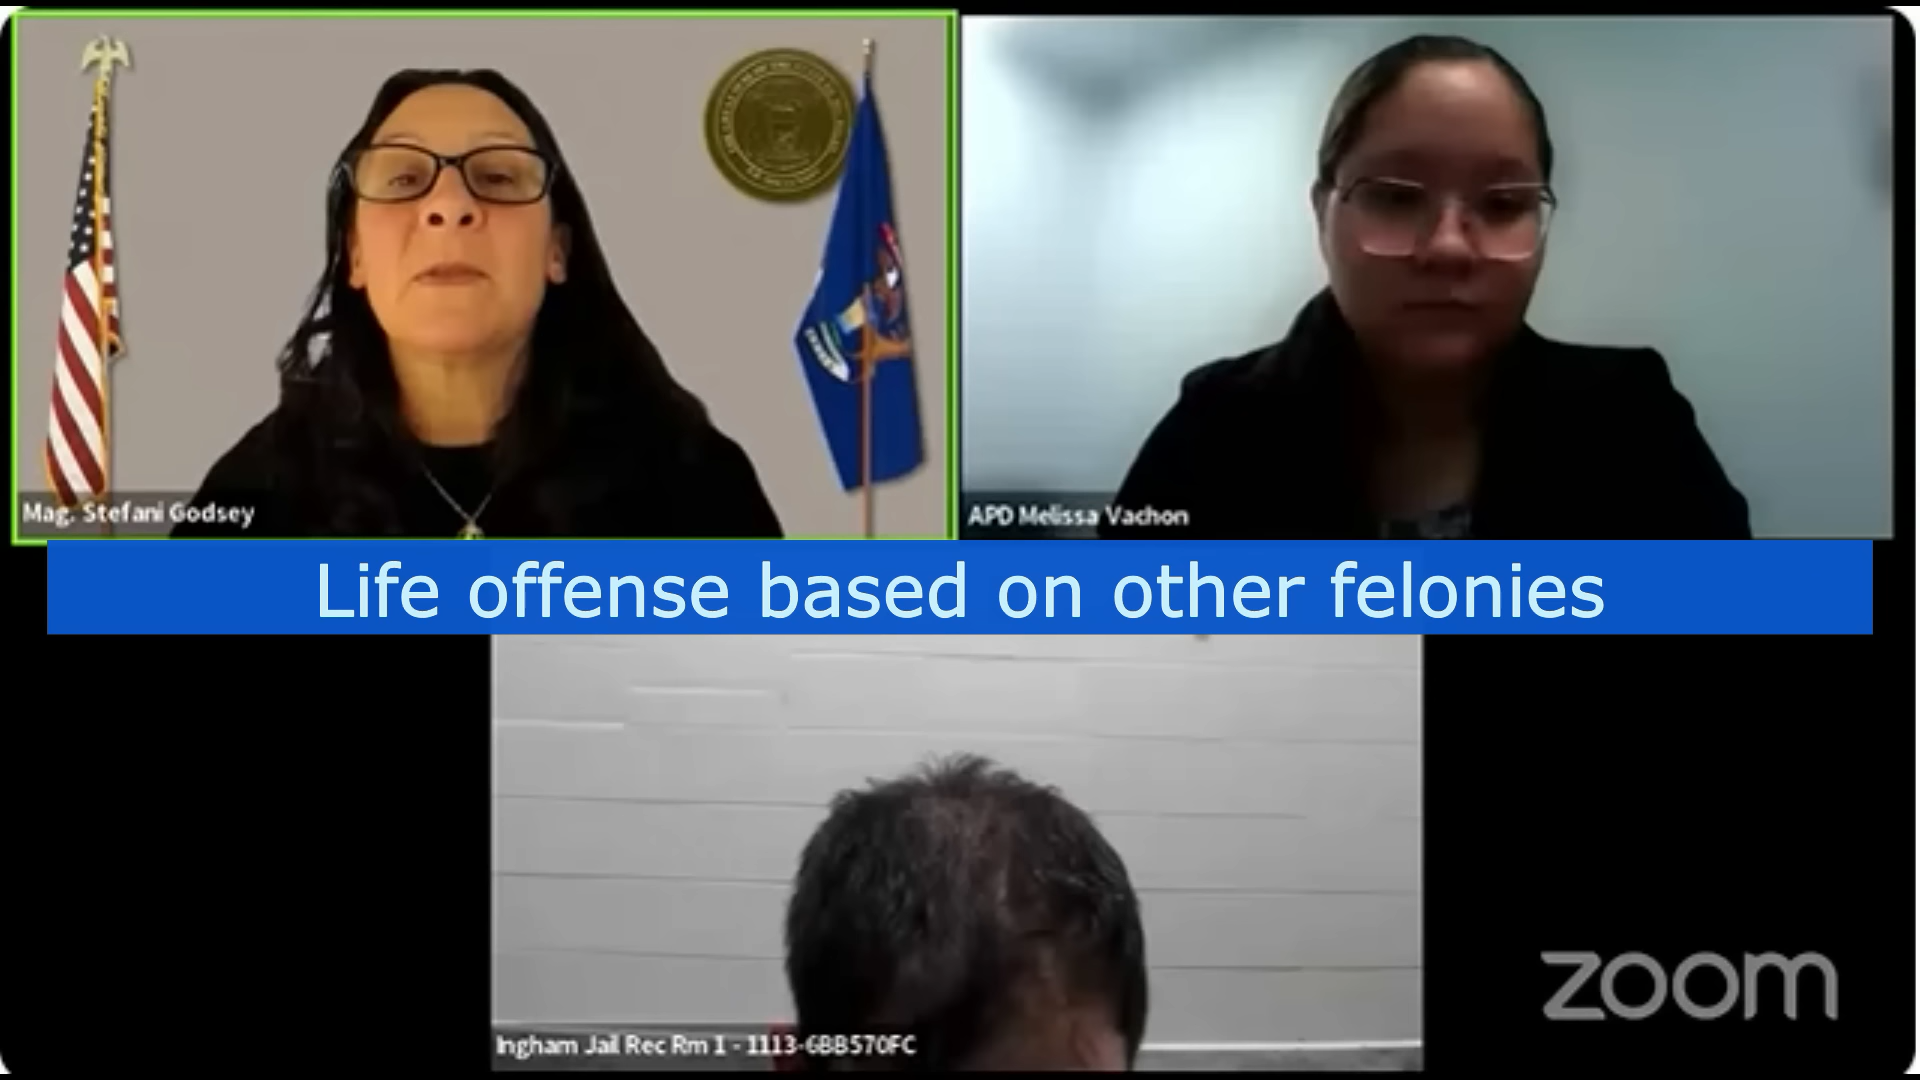 Mag. Stefani Godsey
APD Melissa Vachon
Life offense based on other felonies
Ingham Jail Rec Rm 1 - 1113-6BB570FC
zoom